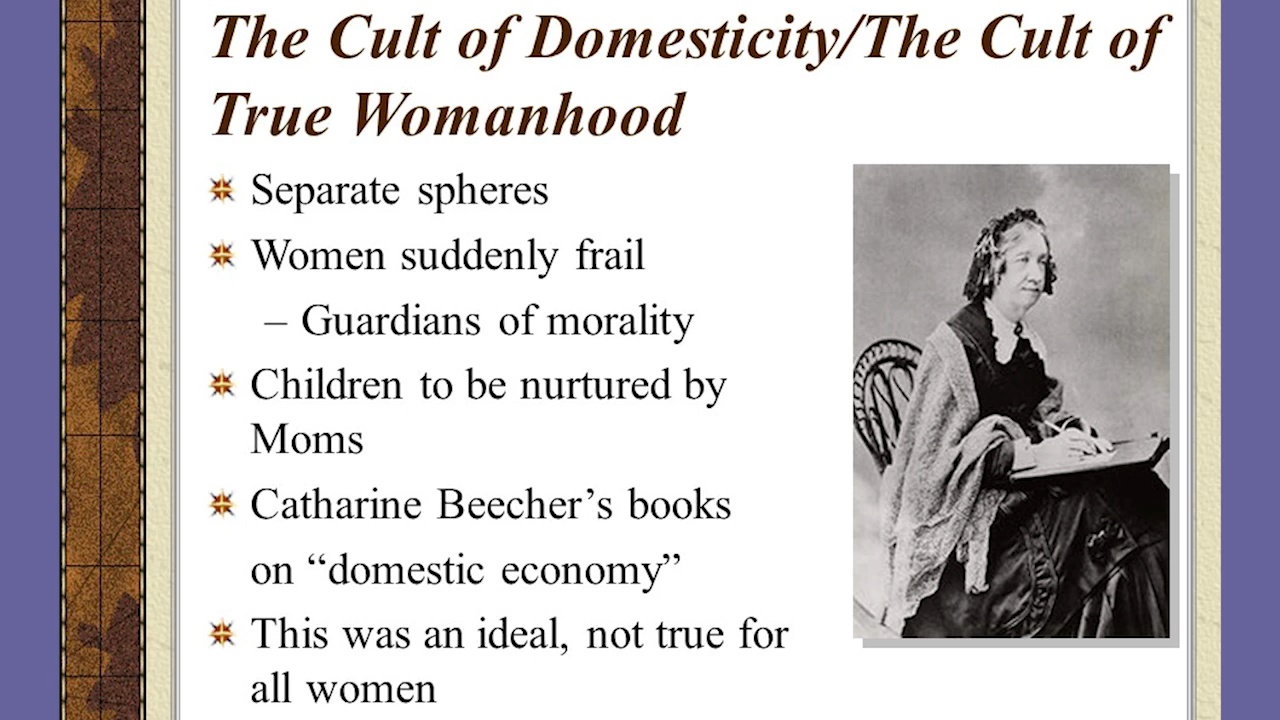 The Cult of Domesticity/The Cult of
True Womanhood
Separate spheres
Women suddenly frail
– Guardians of morality
Children to be nurtured by
Moms
Catharine Beecher’s books
on “domestic economy”
This was an ideal, not true for
all women